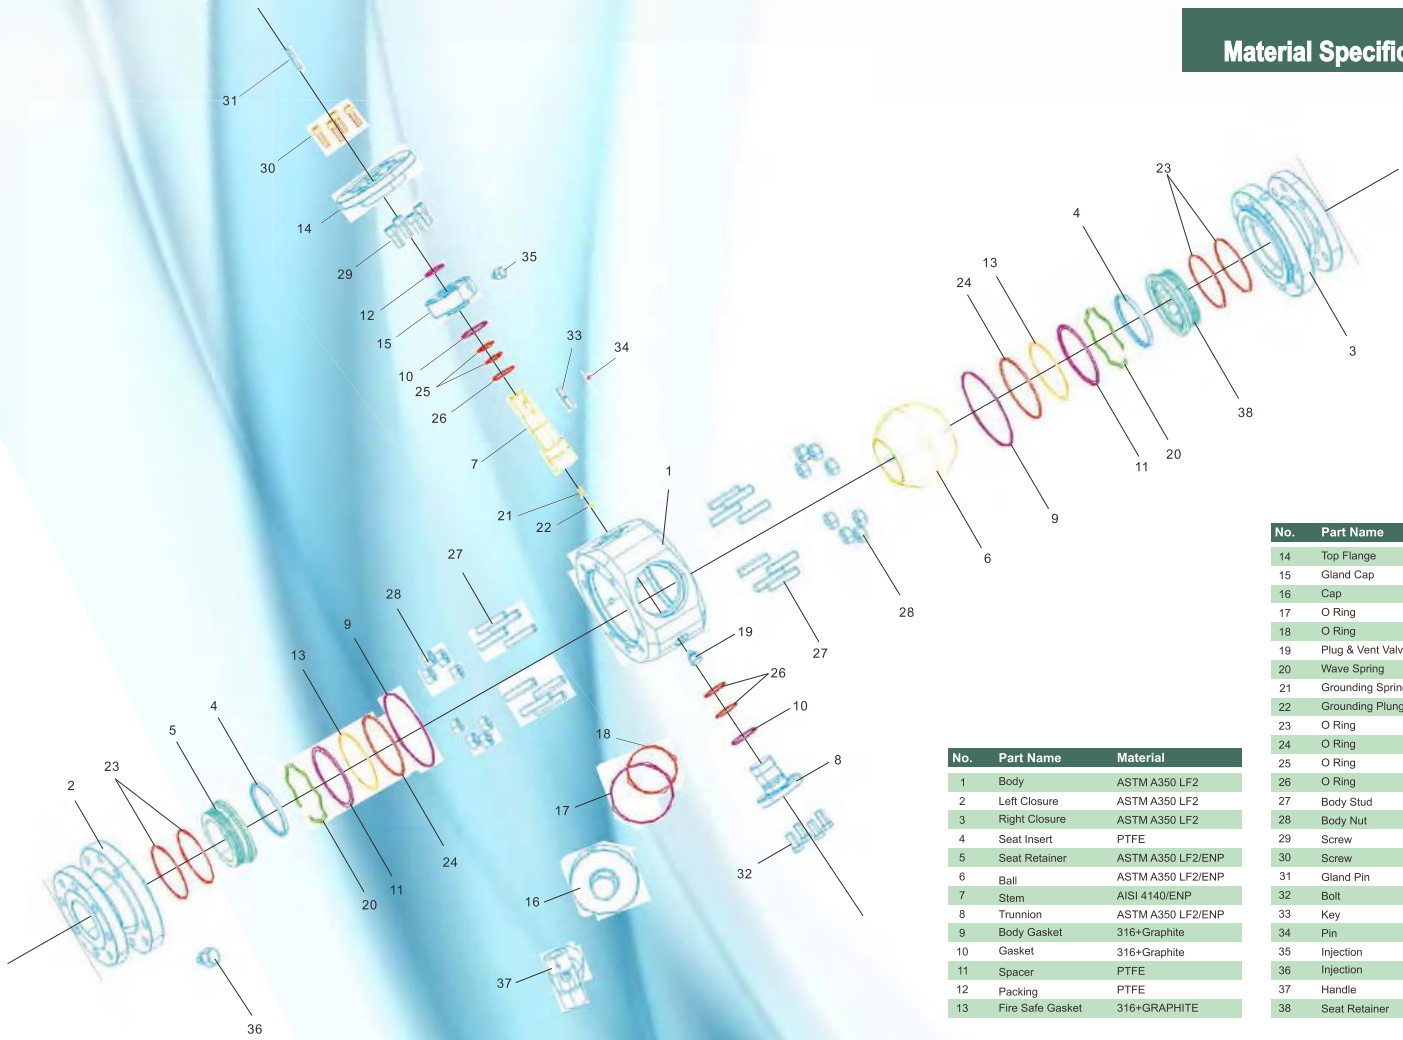 Material Specific
31
30
14
29
35
12
15
10
33
34
25
26
7
21
22
1
23
4
13
24
3
38
20
11
9
6
28
27
27
28
9
13
4
5
23
2
19
26
10
18
17
8
32
24
11
20
16
37
36
No. Part Name Material
1 Body ASTM A350 LF2
2 Left Closure ASTM A350 LF2
3 Right Closure ASTM A350 LF2
4 Seat Insert PTFE
5 Seat Retainer ASTM A350 LF2/ENP
6 Ball ASTM A350 LF2/ENP
7 Stem AISI 4140/ENP
8 Trunnion ASTM A350 LF2/ENP
9 Body Gasket 316+Graphite
10 Gasket 316+Graphite
11 Spacer PTFE
12 Packing PTFE
13 Fire Safe Gasket 316+GRAPHITE
No. Part Name
14 Top Flange
15 Gland Cap
16 Cap
17 O Ring
18 O Ring
19 Plug & Vent Valv
20 Wave Spring
21 Grounding Spring
22 Grounding Plung
23 O Ring
24 O Ring
25 O Ring
26 O Ring
27 Body Stud
28 Body Nut
29 Screw
30 Screw
31 Gland Pin
32 Bolt
33 Key
34 Pin
35 Injection
36 Injection
37 Handle
38 Seat Retainer